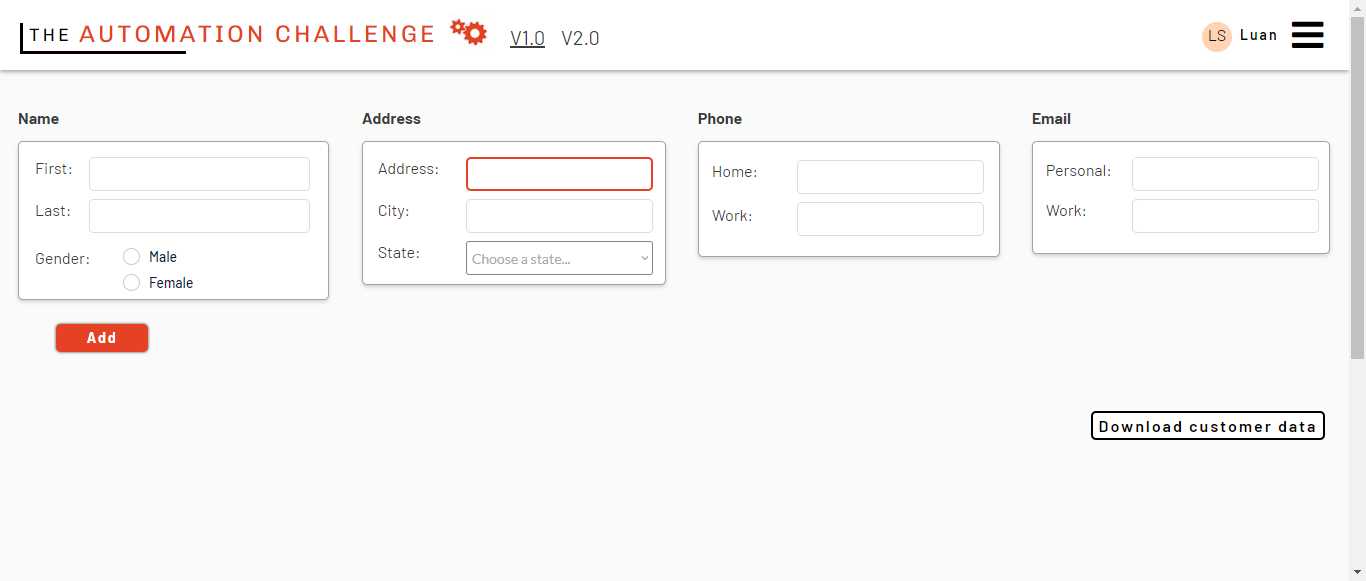 THE AUTOMATION CHALLENGE
V1.0 V2.0
LS Luan
Name
First:
Last:
Gender:
Male
Female
Add
Address
Address:
City:
State:
Choose a state...
Phone
Home:
Work:
Email
Personal:
Work:
Download customer data